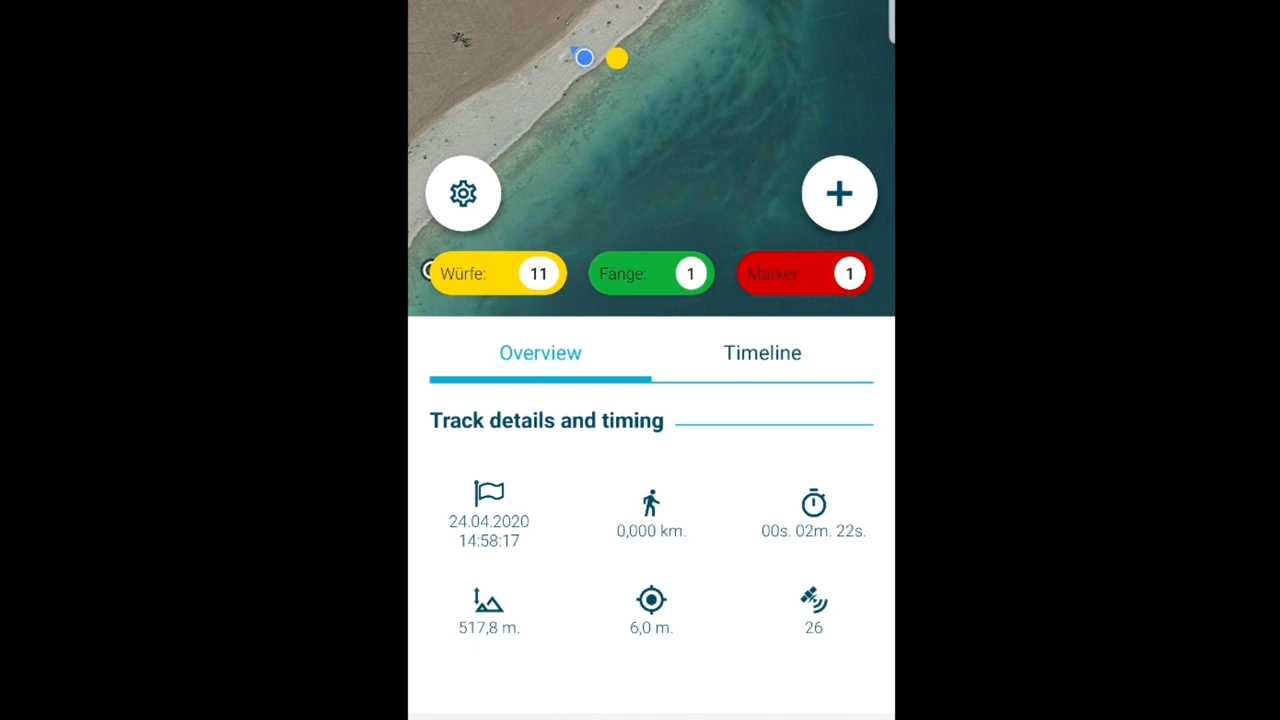 Würfe: 11 Fänge: 1 Marker: 1
Overview Timeline
Track details and timing
24.04.2020
14:58:17
0,000 km.
00s. 02m. 22s.
517,8 m.
6,0 m.
26